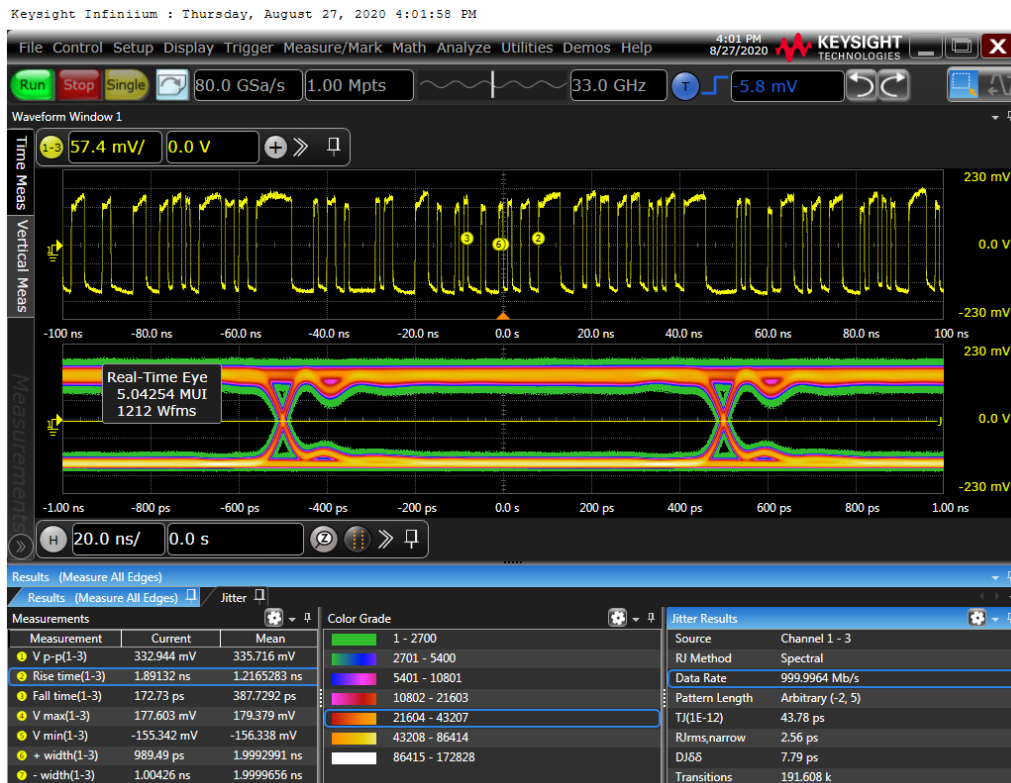 Keysight Infiniium : Thursday, August 27, 2020 4:01:58 PM
File Control Setup Display Trigger Measure/Mark Math Analyze Utilities Demos Help
4:01 PM
8/27/2020
KEYSIGHT
TECHNOLOGIES
X
Run Stop Single 80.0 GSa/s 1.00 Mpts 33.0 GHz T -5.8 mV
Waveform Window 1
Time Meas
Vertical Meas
Measurements
1-3 57.4 mV/ 0.0 V
230 mV
3 6 2
0.0 V
-230 mV
-100 ns -80.0 ns -60.0 ns -40.0 ns -20.0 ns 0.0 s 20.0 ns 40.0 ns 60.0 ns 80.0 ns 100 ns
230 mV
Real-Time Eye
5.04254 MUI
1212 Wfms
0.0 V
-230 mV
-1.00 ns -800 ps -600 ps -400 ps -200 ps 0.0 s 200 ps 400 ps 600 ps 800 ps 1.00 ns
H 20.0 ns/ 0.0 s Z
Results (Measure All Edges)
Results (Measure All Edges) Jitter
Measurements
Measurement Current Mean
1 V p-p(1-3) 332.944 mV 335.716 mV
2 Rise time(1-3) 1.89132 ns 1.2165283 ns
3 Fall time(1-3) 172.73 ps 387.7292 ps
4 V max(1-3) 177.603 mV 179.379 mV
5 V min(1-3) -155.342 mV -156.338 mV
6 + width(1-3) 989.49 ps 1.9992991 ns
7 - width(1-3) 1.00426 ns 1.9999656 ns
Color Grade
1 - 2700
2701 - 5400
5401 - 10801
10802 - 21603
21604 - 43207
43208 - 86414
86415 - 172828
Jitter Results
Source Channel 1 - 3
RJ Method Spectral
Data Rate 999.9964 Mb/s
Pattern Length Arbitrary (-2, 5)
TJ(1E-12) 43.78 ps
RJrms,narrow 2.56 ps
DJδδ 7.79 ps
Transitions 191.608 k